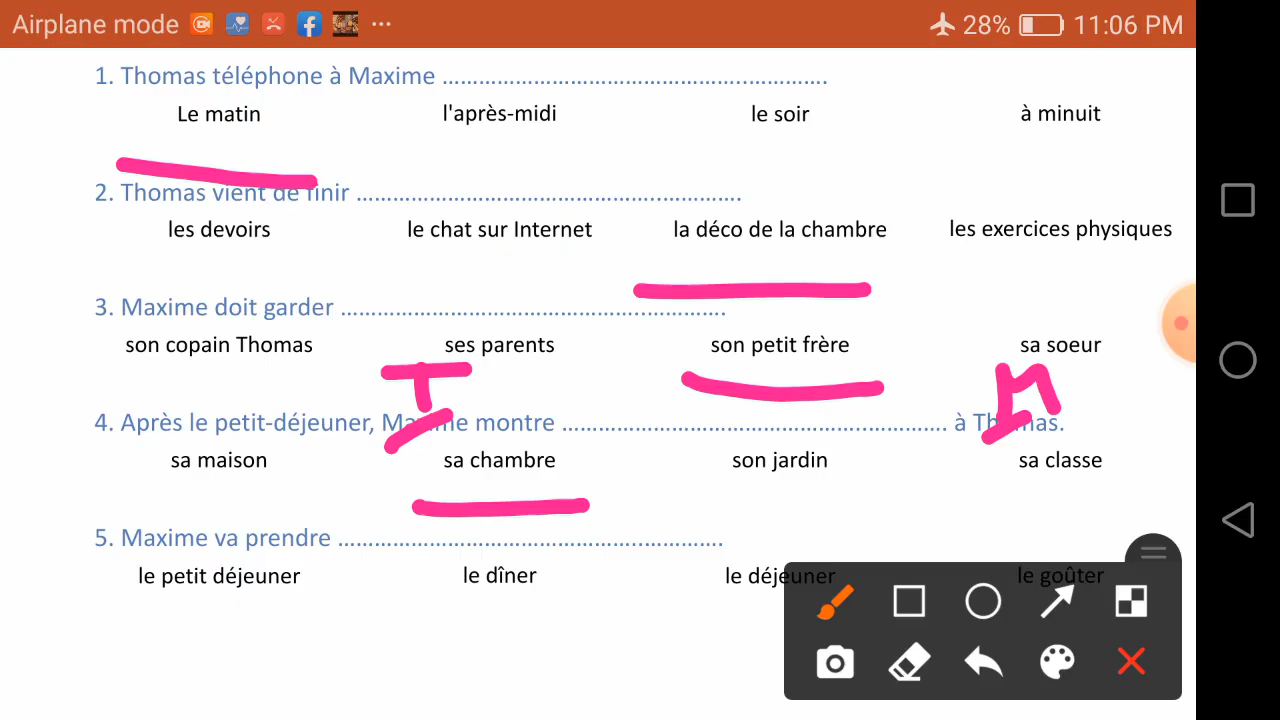 Airplane mode ... 28% 11:06 PM
1. Thomas téléphone à Maxime ……………………………………………..………….
Le matin l'après-midi le soir à minuit
2. Thomas vient de finir …………………………………………..………….
les devoirs le chat sur Internet la déco de la chambre les exercices physiques
3. Maxime doit garder …………………………………………..………….
son copain Thomas ses parents son petit frère sa soeur
I M
4. Après le petit-déjeuner, Maxime montre …………………………………………..…………. à Thomas.
sa maison sa chambre son jardin sa classe
5. Maxime va prendre …………………………………………..………….
le petit déjeuner le dîner le déjeuner le goûter